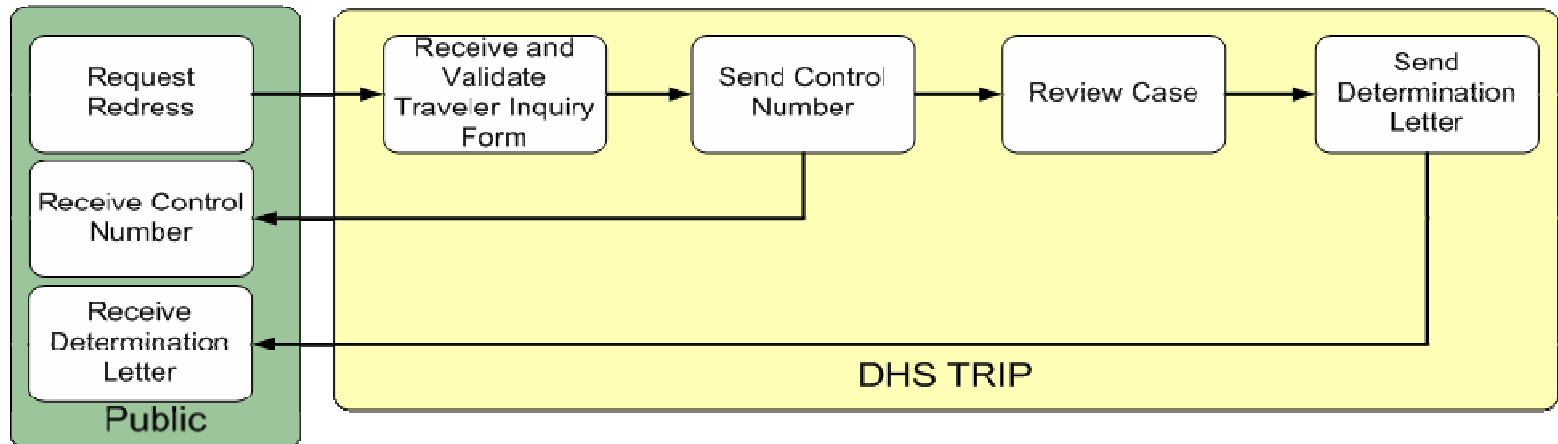 Request
Redress
Receive and
Validate
Traveler Inquiry
Form
Send Control
Number
Review Case
Send
Determination
Letter
Receive Control
Number
Receive
Determination
Letter
DHS TRIP
Public